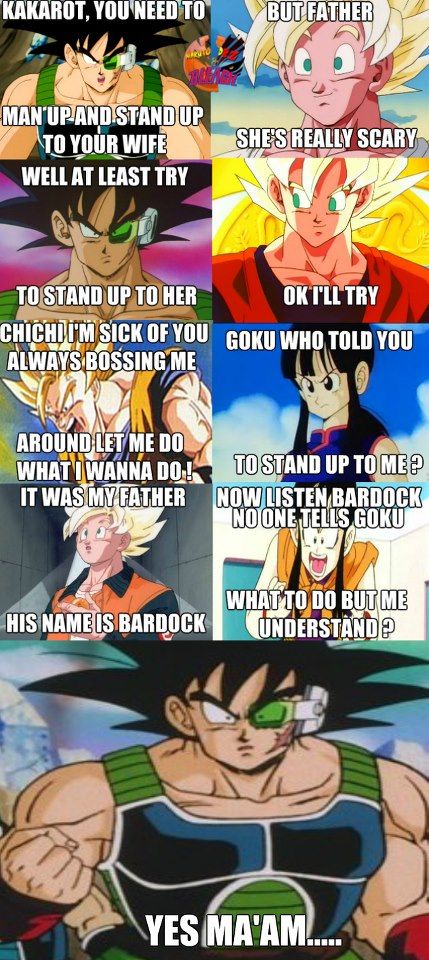 KAKAROT, YOU NEED TO
MAN UP AND STAND UP
TO YOUR WIFE
BUT FATHER
SHE'S REALLY SCARY
WELL AT LEAST TRY
TO STAND UP TO HER
OK I'LL TRY
CHICHI I'M SICK OF YOU
ALWAYS BOSSING ME
AROUND LET ME DO
WHAT I WANNA DO !
GOKU WHO TOLD YOU
TO STAND UP TO ME ?
IT WAS MY FATHER
HIS NAME IS BARDOCK
NOW LISTEN BARDOCK
NO ONE TELLS GOKU
WHAT TO DO BUT ME
UNDERSTAND ?
YES MA'AM.....